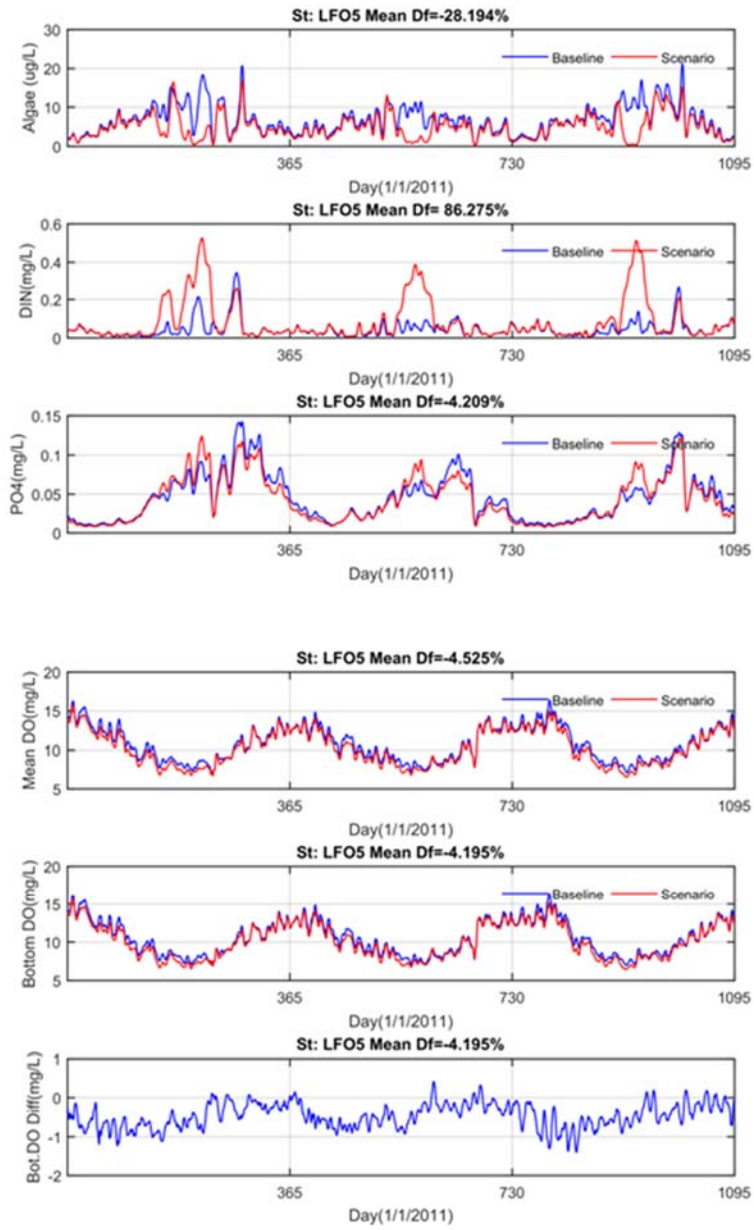 St: LFO5 Mean Df=-28.194%
30
20
10
0
Algae (ug/L)
Baseline
Scenario
365
730
1095
Day(1/1/2011)
St: LFO5 Mean Df= 86.275%
0.6
0.4
0.2
0
DIN(mg/L)
Baseline
Scenario
365
730
1095
Day(1/1/2011)
St: LFO5 Mean Df=-4.209%
0.15
0.1
0.05
0
PO4(mg/L)
Baseline
Scenario
365
730
1095
Day(1/1/2011)
St: LFO5 Mean Df=-4.525%
20
15
10
5
Mean DO(mg/L)
Baseline
Scenario
365
730
1095
Day(1/1/2011)
St: LFO5 Mean Df=-4.195%
20
15
10
5
Bottom DO(mg/L)
Baseline
Scenario
365
730
1095
Day(1/1/2011)
St: LFO5 Mean Df=-4.195%
1
0
-1
-2
Bot.DO Diff(mg/L)
365
730
1095
Day(1/1/2011)